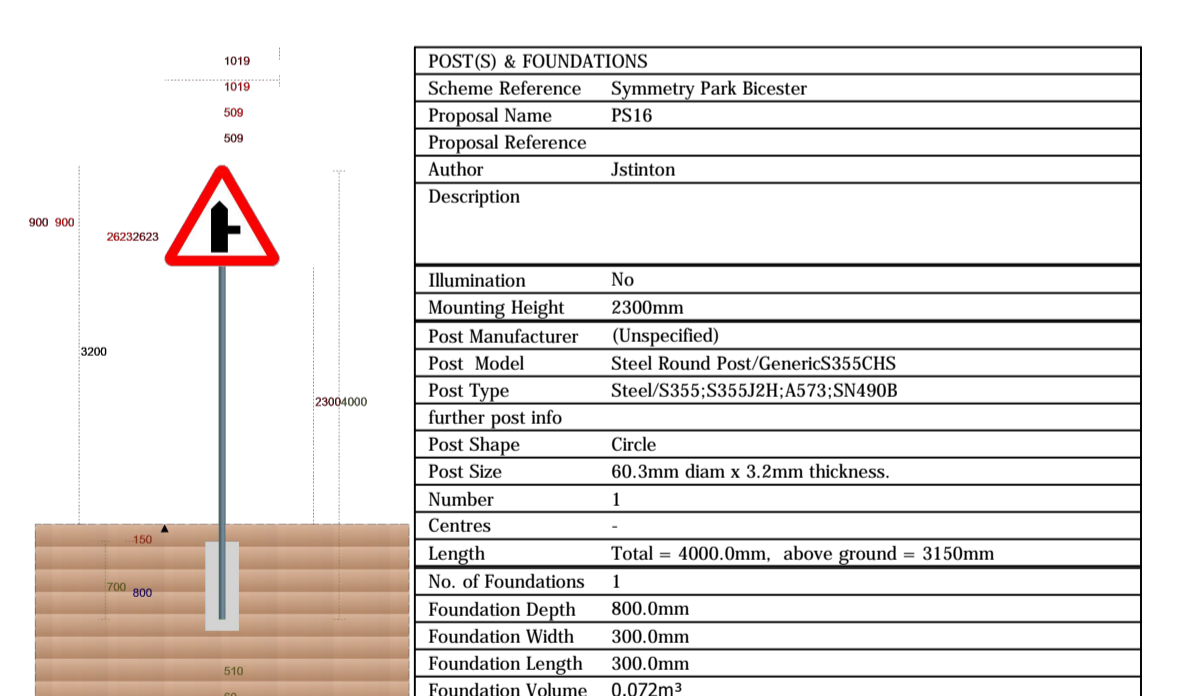 1019
1019
509
509
900 900
26232623
3200
23004000
150
700
800
510
POST(S) & FOUNDATIONS
Scheme Reference Symmetry Park Bicester
Proposal Name PS16
Proposal Reference
Author Jstinton
Description
Illumination No
Mounting Height 2300mm
Post Manufacturer (Unspecified)
Post Model Steel Round Post/GenericS355CHS
Post Type Steel/S355;S355J2H;A573;SN490B
further post info
Post Shape Circle
Post Size 60.3mm diam x 3.2mm thickness.
Number 1
Centres -
Length Total = 4000.0mm, above ground = 3150mm
No. of Foundations 1
Foundation Depth 800.0mm
Foundation Width 300.0mm
Foundation Length 300.0mm
Foundation Volume 0.072m³